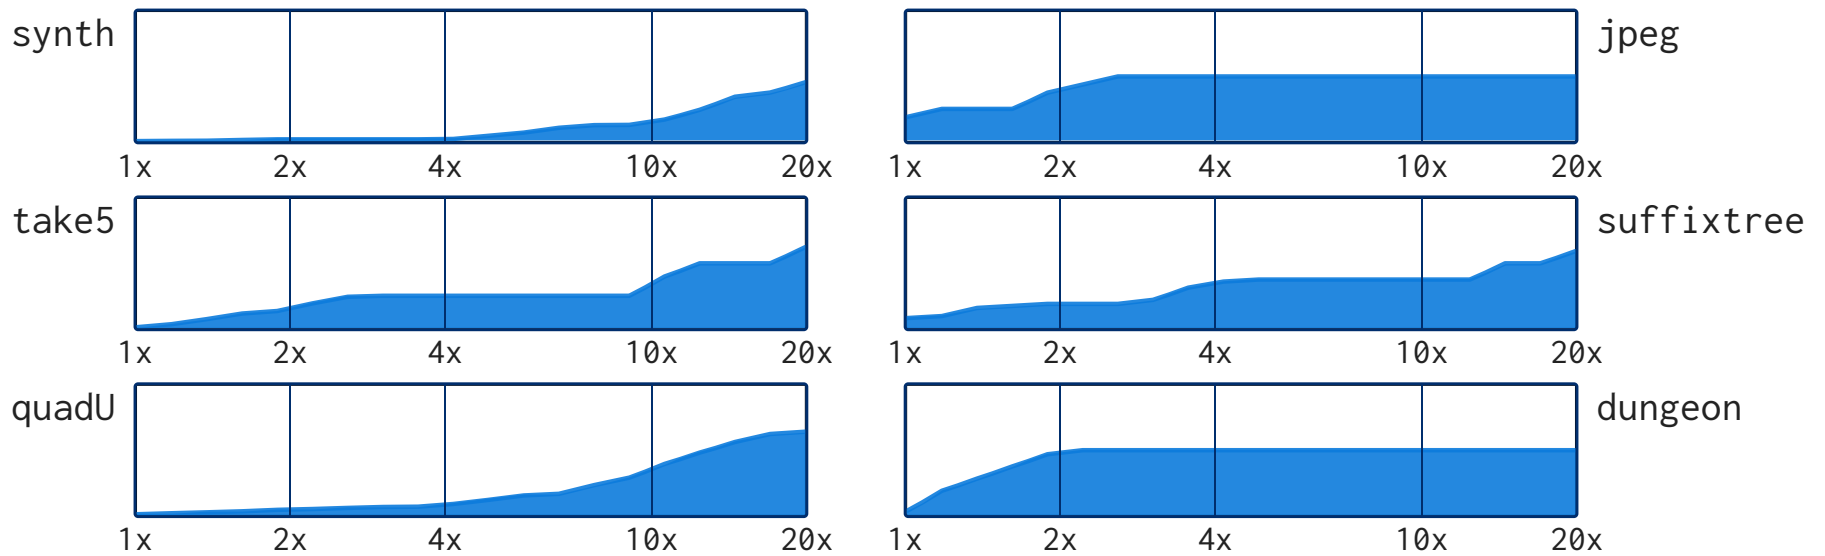 synth
1x 2x 4x 10x 20x
jpeg
1x 2x 4x 10x 20x
take5
1x 2x 4x 10x 20x
suffixtree
1x 2x 4x 10x 20x
quadU
1x 2x 4x 10x 20x
dungeon
1x 2x 4x 10x 20x